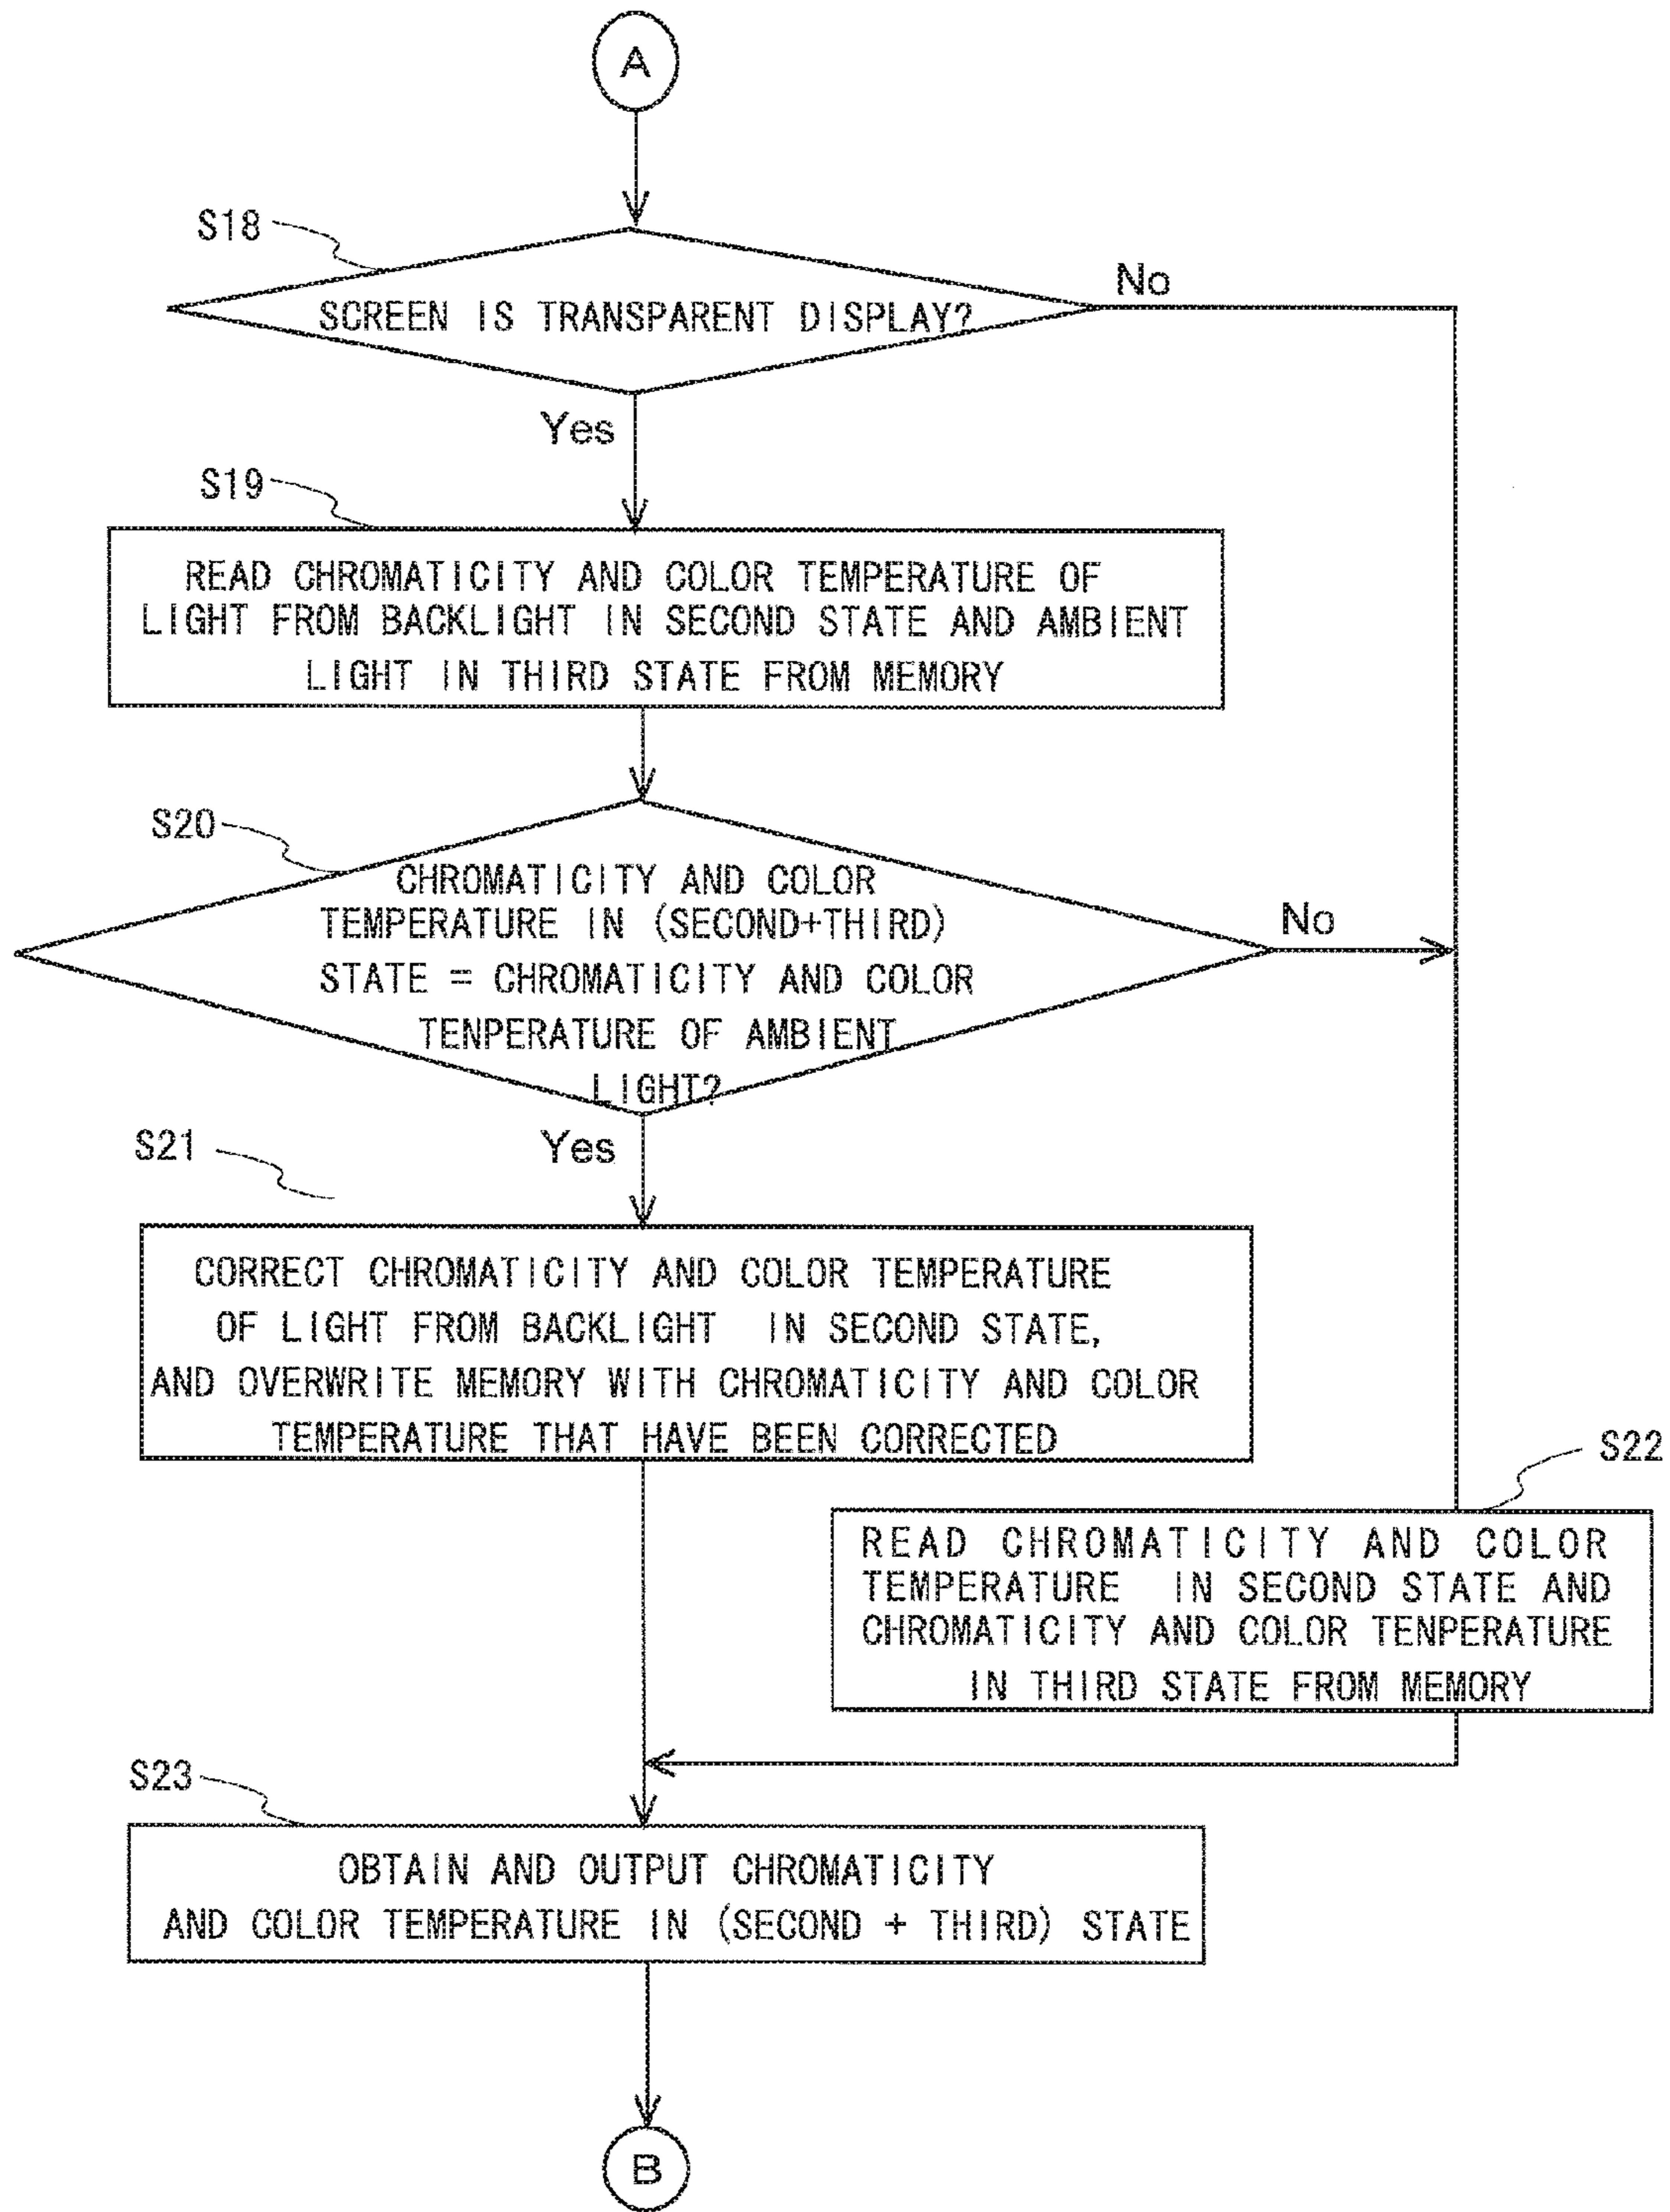 A
S18
SCREEN IS TRANSPARENT DISPLAY?
No
Yes
S19
READ CHROMATICITY AND COLOR TEMPERATURE OF
LIGHT FROM BACKLIGHT IN SECOND STATE AND AMBIENT
LIGHT IN THIRD STATE FROM MEMORY
S20
CHROMATICITY AND COLOR
TEMPERATURE IN (SECOND+THIRD)
STATE = CHROMATICITY AND COLOR
TENPERATURE OF AMBIENT
LIGHT?
No
Yes
S21
CORRECT CHROMATICITY AND COLOR TEMPERATURE
OF LIGHT FROM BACKLIGHT IN SECOND STATE,
AND OVERWRITE MEMORY WITH CHROMATICITY AND COLOR
TEMPERATURE THAT HAVE BEEN CORRECTED
S22
READ CHROMATICITY AND COLOR
TEMPERATURE IN SECOND STATE AND
CHROMATICITY AND COLOR TENPERATURE
IN THIRD STATE FROM MEMORY
S23
OBTAIN AND OUTPUT CHROMATICITY
AND COLOR TEMPERATURE IN (SECOND + THIRD) STATE
B